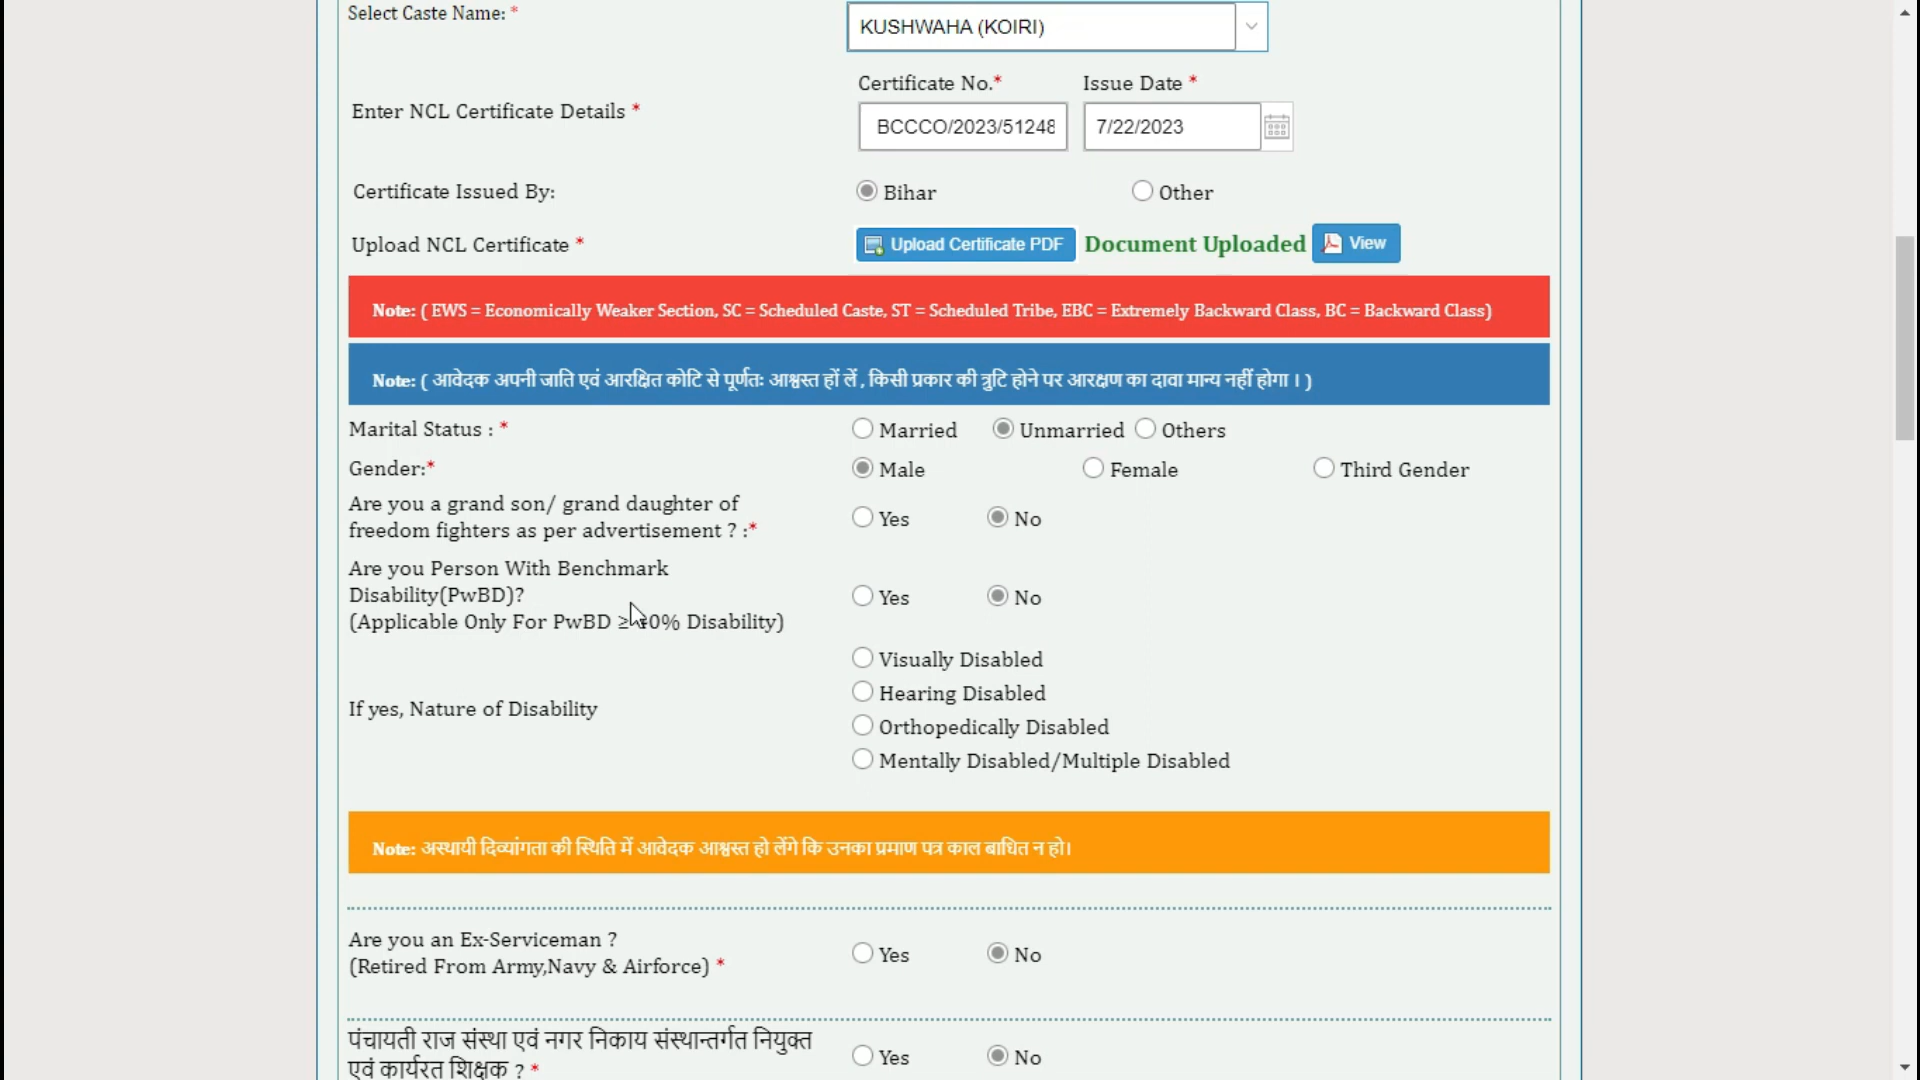 Select Caste Name: *
KUSHWAHA (KOIRI)
Certificate No.* Issue Date *
Enter NCL Certificate Details *
BCCCO/2023/51248 7/22/2023
Certificate Issued By: Bihar Other
Upload NCL Certificate * Upload Certificate PDF Document Uploaded View
Note: ( EWS = Economically Weaker Section, SC = Scheduled Caste, ST = Scheduled Tribe, EBC = Extremely Backward Class, BC = Backward Class)
Note: ( आवेदक अपनी जाति एवं आरक्षित कोटि से पूर्णतः आश्वस्त हों लें , किसी प्रकार की त्रुटि होने पर आरक्षण का दावा मान्य नहीं होगा । )
Marital Status : * Married Unmarried Others
Gender:* Male Female Third Gender
Are you a grand son/ grand daughter of
freedom fighters as per advertisement ? :* Yes No
Are you Person With Benchmark
Disability(PwBD)? Yes No
(Applicable Only For PwBD Disability)
Visually Disabled
Hearing Disabled
If yes, Nature of Disability
Orthopedically Disabled
Mentally Disabled/Multiple Disabled
Note: अस्थायी दिव्यांगता की स्थिति में आवेदक आश्वस्त हो लेंगे कि उनका प्रमाण पत्र काल बाधित न हो।
Are you an Ex-Serviceman ?
(Retired From Army,Navy & Airforce) * Yes No
पंचायती राज संस्था एवं नगर निकाय संस्थान्तर्गत नियुक्त
एवं कार्यरत शिक्षक ? * Yes No